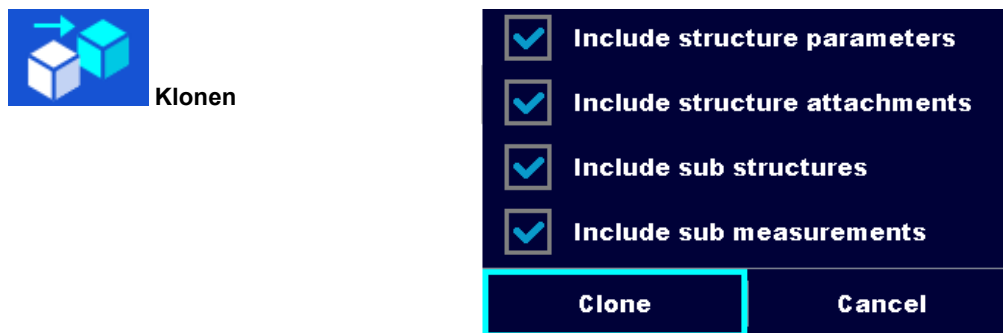 Klonen
Include structure parameters
Include structure attachments
Include sub structures
Include sub measurements
Clone
Cancel